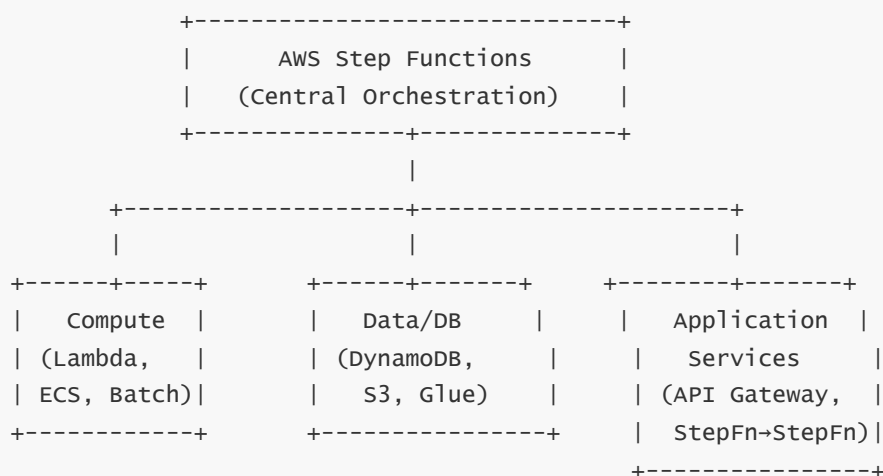 AWS Step Functions
(Central Orchestration)
Compute Data/DB Application
(Lambda, (DynamoDB, Services
ECS, Batch) S3, Glue) (API Gateway,
StepFn→StepFn)